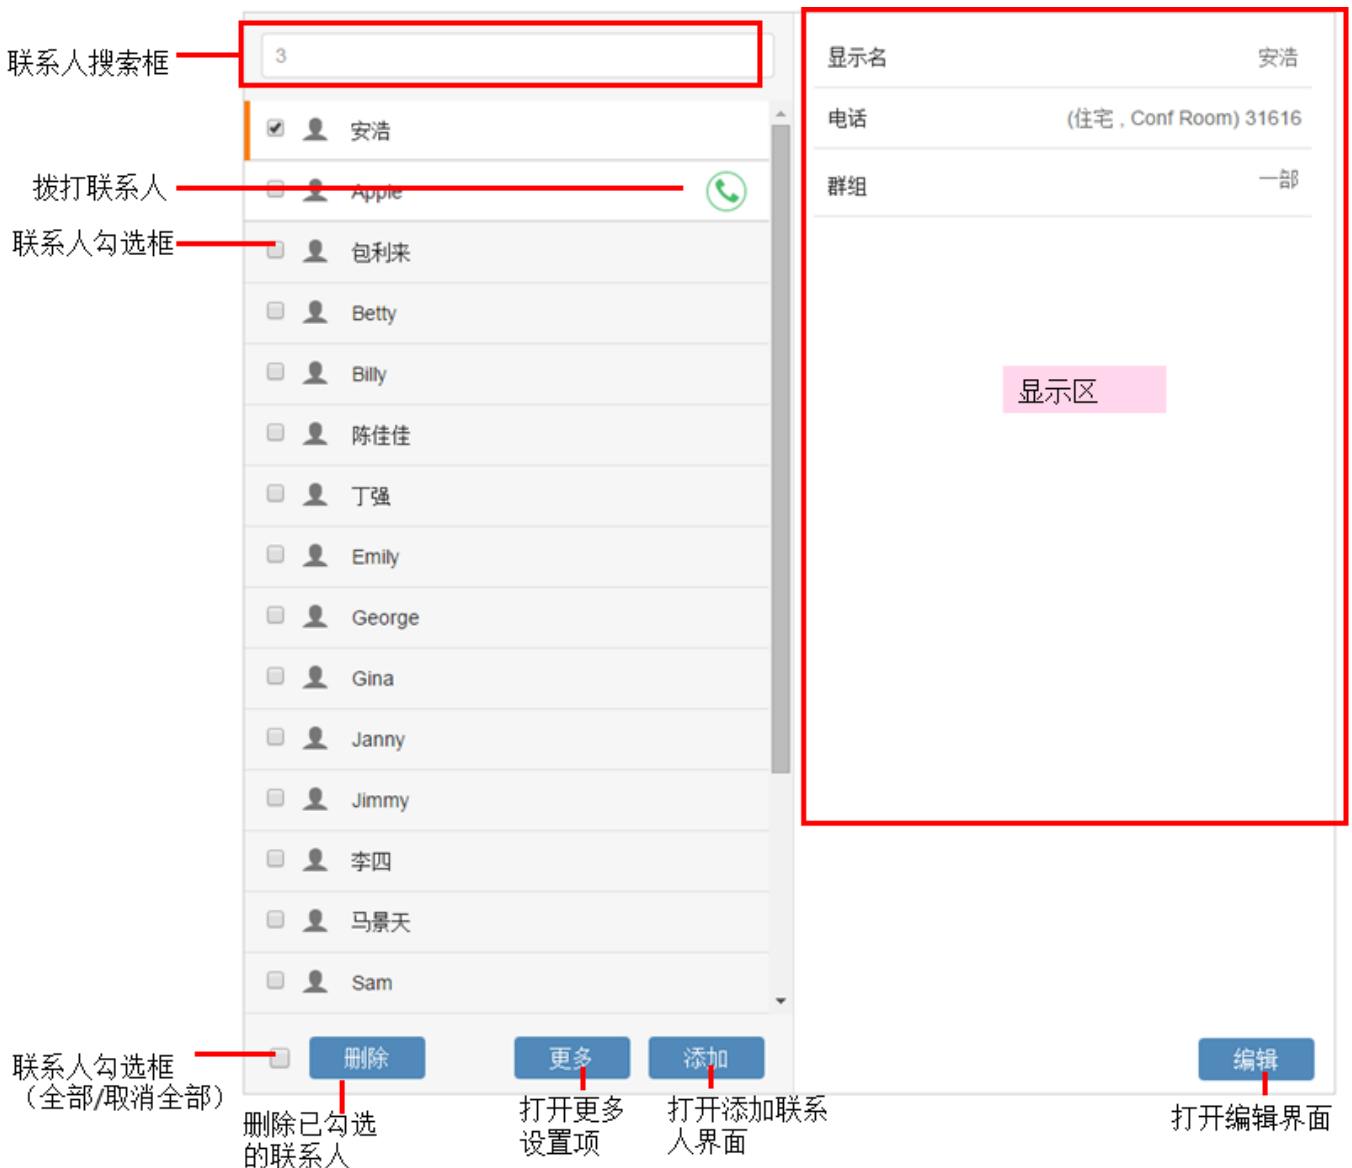 联系人搜索框
3
显示名
安浩
安浩
电话
(住宅 , Conf Room) 31616
拨打联系人
Apple
群组
一部
联系人勾选框
包利来
Betty
Billy
显示区
陈佳佳
丁强
Emily
George
Gina
Janny
Jimmy
李四
马景天
Sam
联系人勾选框
（全部/取消全部）
删除
更多
添加
编辑
删除已勾选
的联系人
打开更多
设置项
打开添加联系
人界面
打开编辑界面